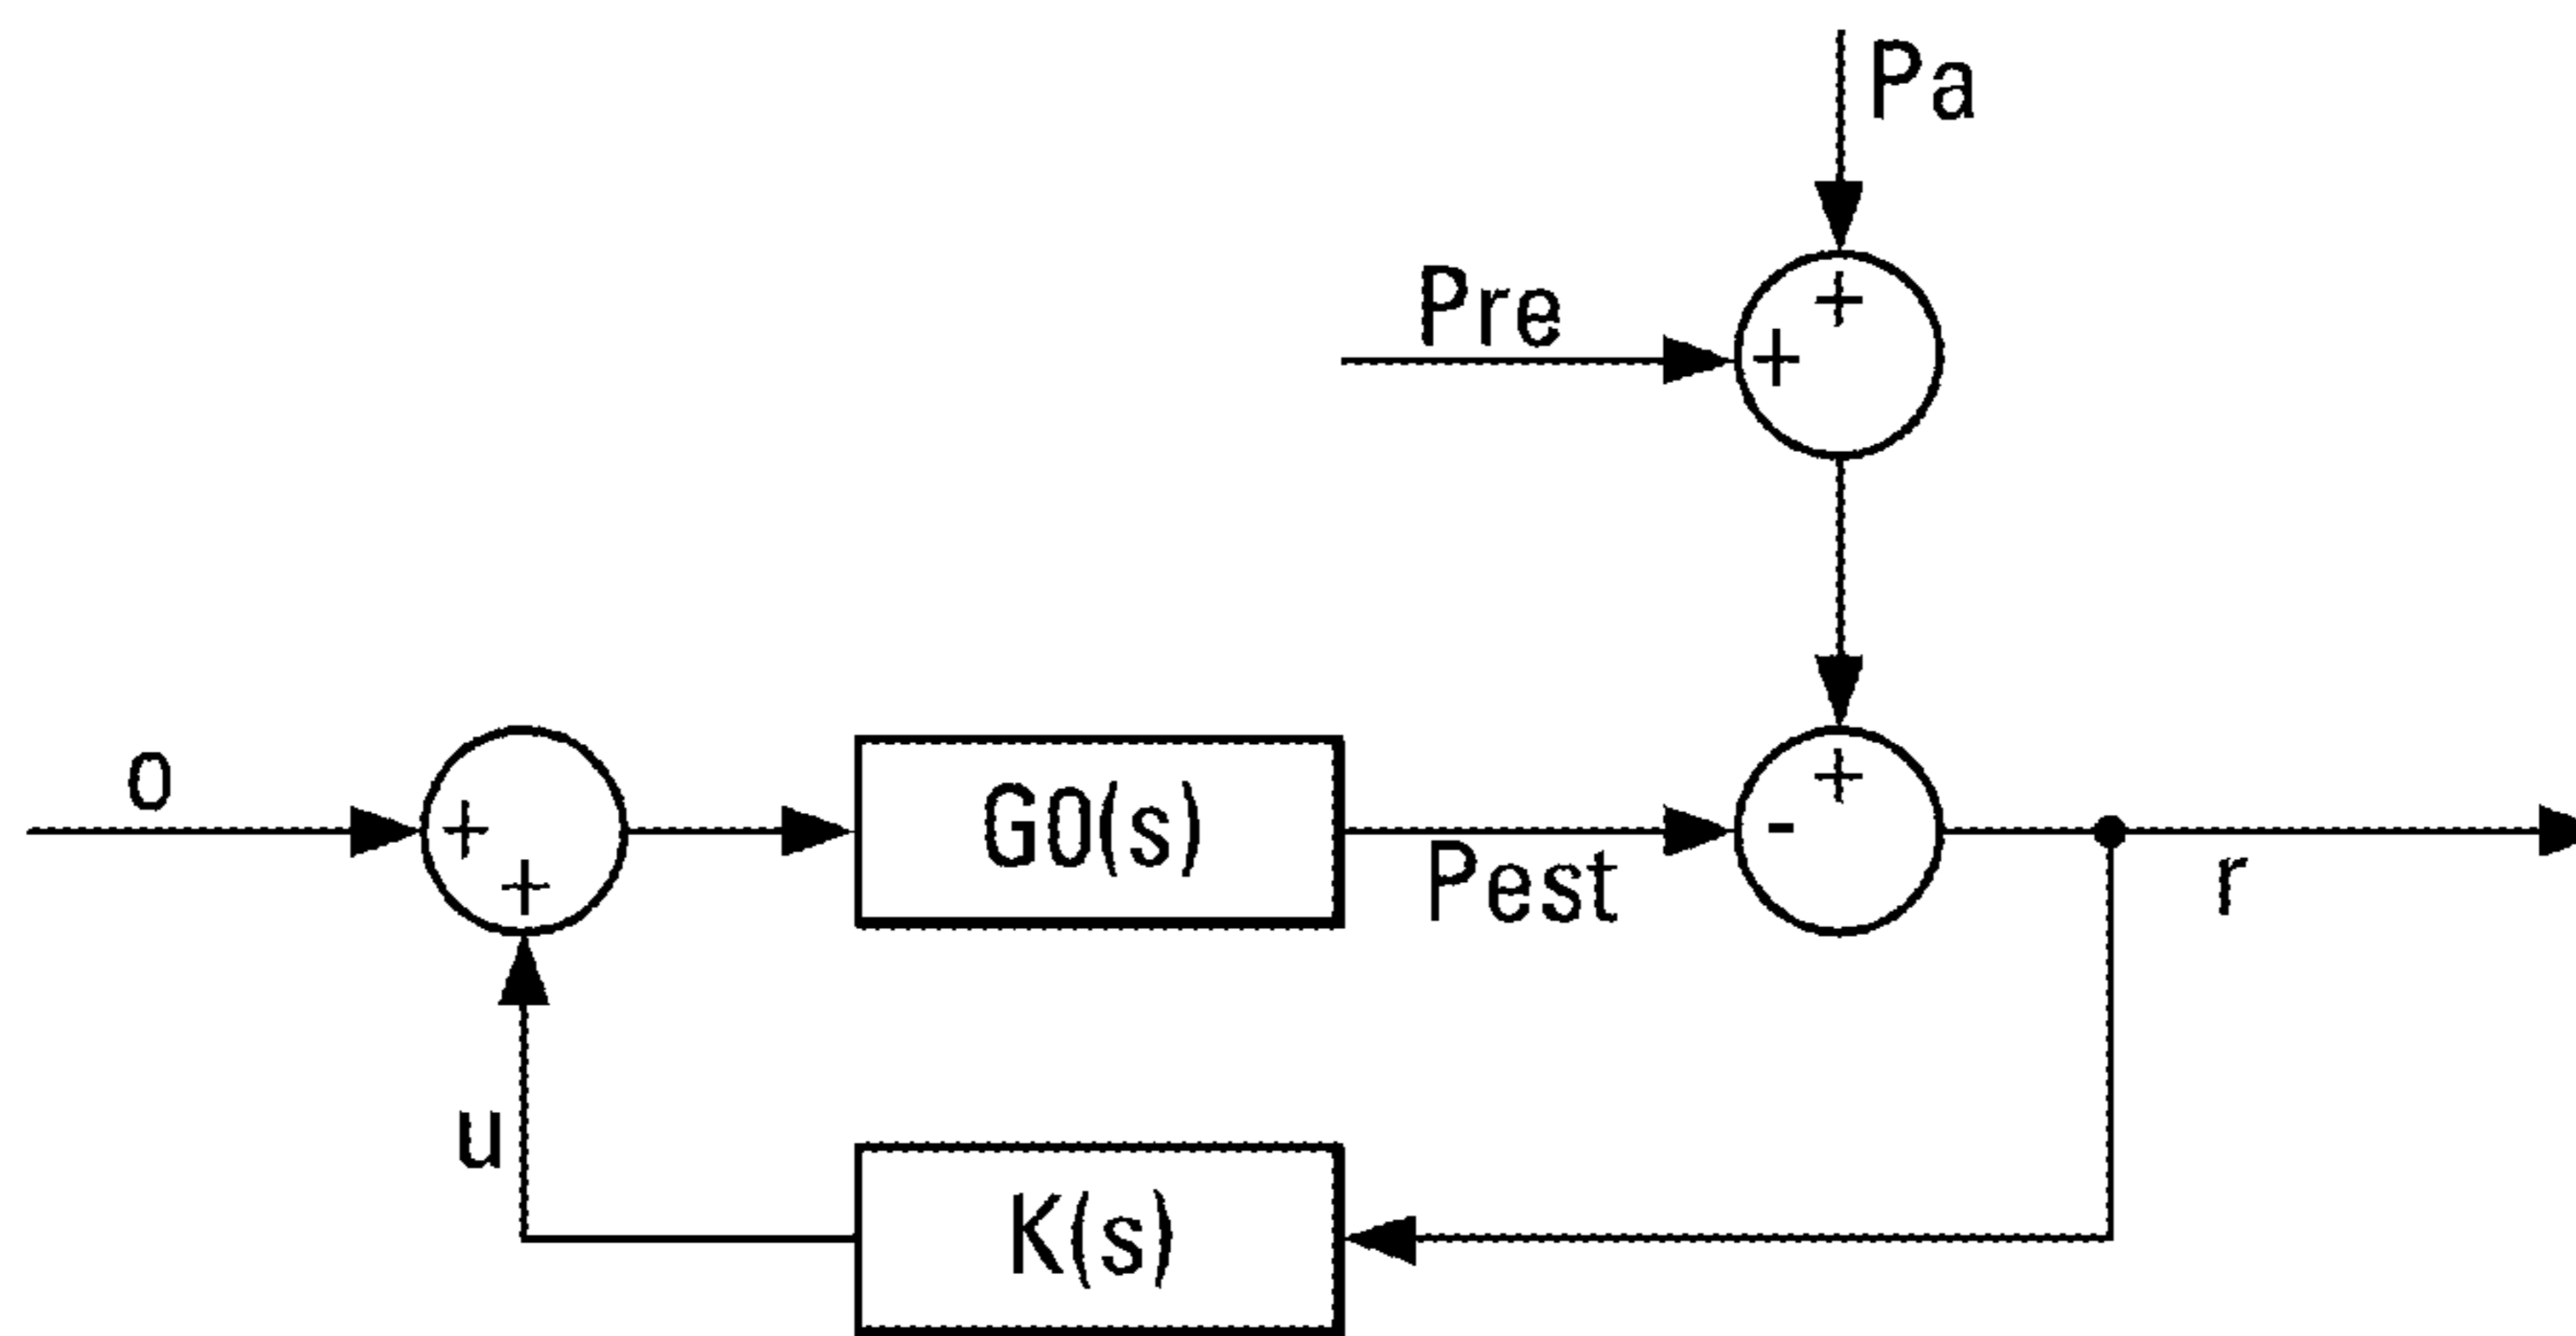 Pa
+
Pre
+
o
+
+
G0(s)
Pest
+
-
r
u
K(s)